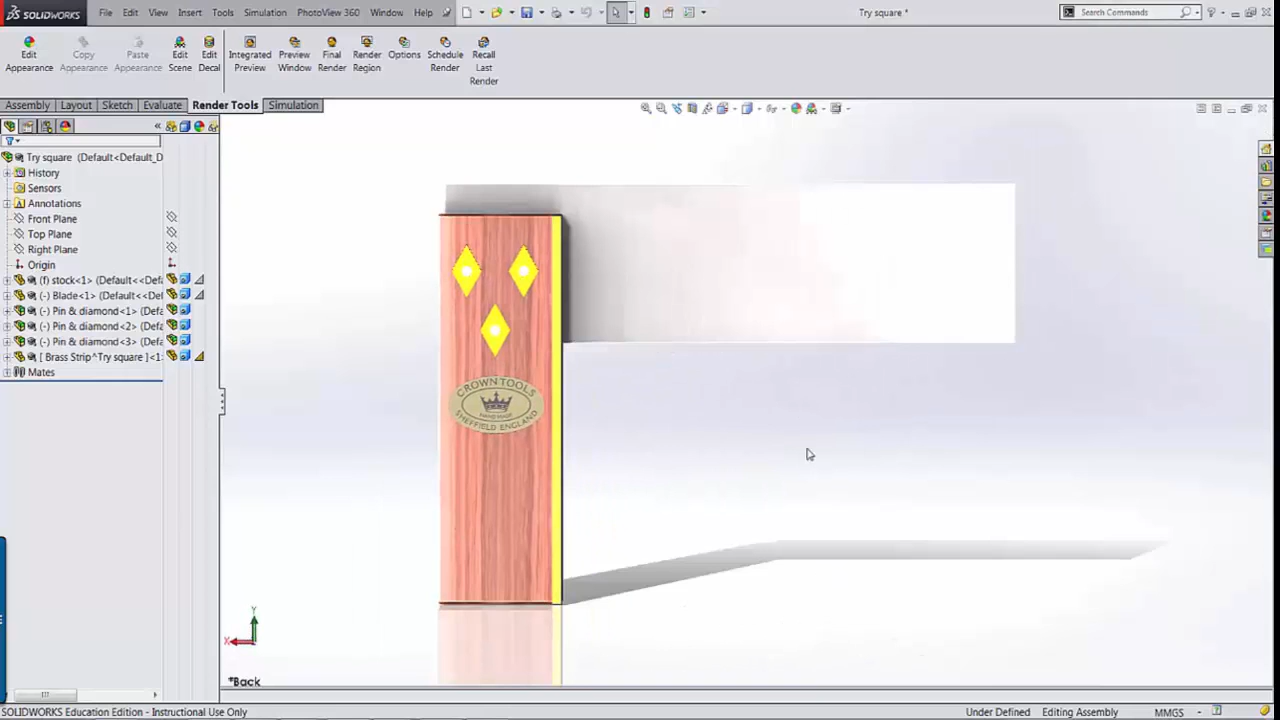 SOLIDWORKS File Edit View Insert Tools Simulation PhotoView 360 Window Help Try square * Search Commands
Edit Appearance
Copy Appearance
Paste Appearance
Edit Scene
Edit Decal
Integrated Preview
Preview Window
Final Render
Render Region
Options
Schedule Render
Recall Last Render
Assembly Layout Sketch Evaluate Render Tools Simulation
Try square (Default<Default_D
History
Sensors
Annotations
Front Plane
Top Plane
Right Plane
Origin
(f) stock<1> (Default<<Defa
(-) Blade<1> (Default<<Def
(-) Pin & diamond<1> (Defa
(-) Pin & diamond<2> (Defa
(-) Pin & diamond<3> (Defa
[ Brass Strip^Try square ]<1>
Mates
CROWN TOOLS
HAND MADE
SHEFFIELD ENGLAND
Y
X
*Back
SOLIDWORKS Education Edition - Instructional Use Only Under Defined Editing Assembly MMGS